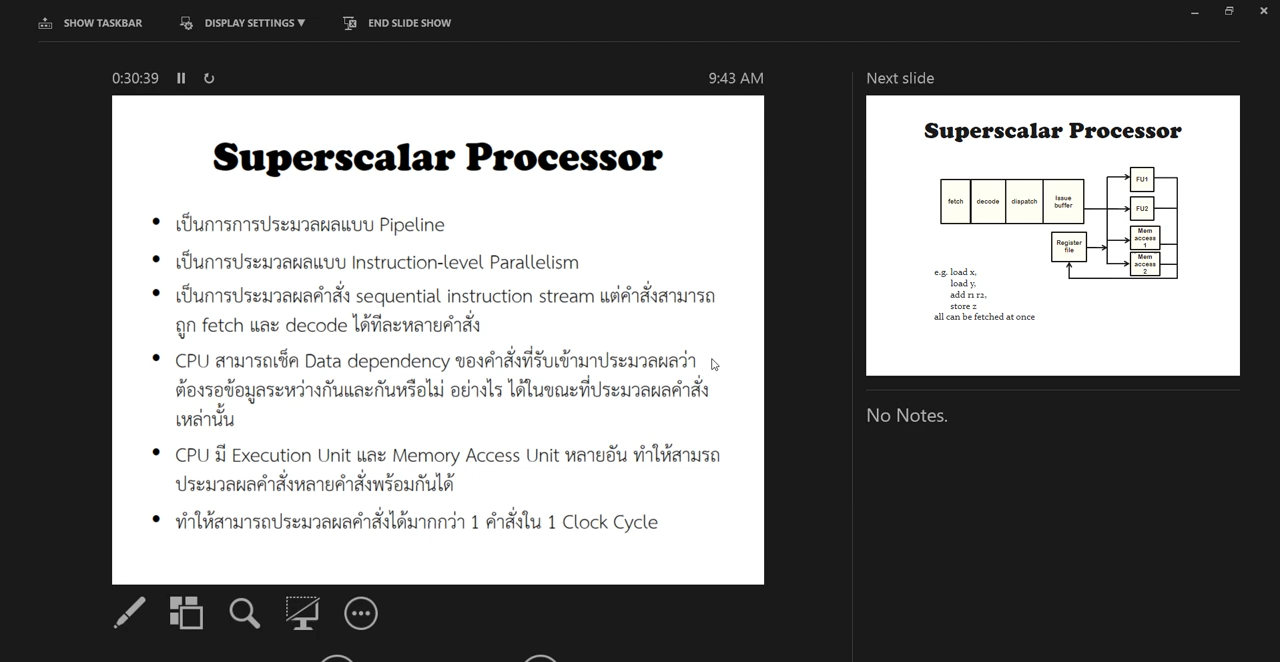 SHOW TASKBAR
DISPLAY SETTINGS ▼
END SLIDE SHOW
0:30:39
9:43 AM
Superscalar Processor
• เป็นการการประมวลผลแบบ Pipeline
• เป็นการประมวลผลแบบ Instruction-level Parallelism
• เป็นการประมวลผลคำสั่ง sequential instruction stream แต่คำสั่งสามารถ
ถูก fetch และ decode ได้ทีละหลายคำสั่ง
• CPU สามารถเช็ค Data dependency ของคำสั่งที่รับเข้ามาประมวลผลว่า
ต้องรอข้อมูลระหว่างกันและกันหรือไม่ อย่างไร ได้ในขณะที่ประมวลผลคำสั่ง
เหล่านั้น
• CPU มี Execution Unit และ Memory Access Unit หลายอัน ทำให้สามรถ
ประมวลผลคำสั่งหลายคำสั่งพร้อมกันได้
• ทำให้สามารถประมวลผลคำสั่งได้มากกว่า 1 คำสั่งใน 1 Clock Cycle
Next slide
Superscalar Processor
fetch
decode
dispatch
Issue
buffer
FU1
FU2
Register
file
Mem
access
1
Mem
access
2
e.g. load x,
load y,
add r1 r2,
store z
all can be fetched at once
No Notes.